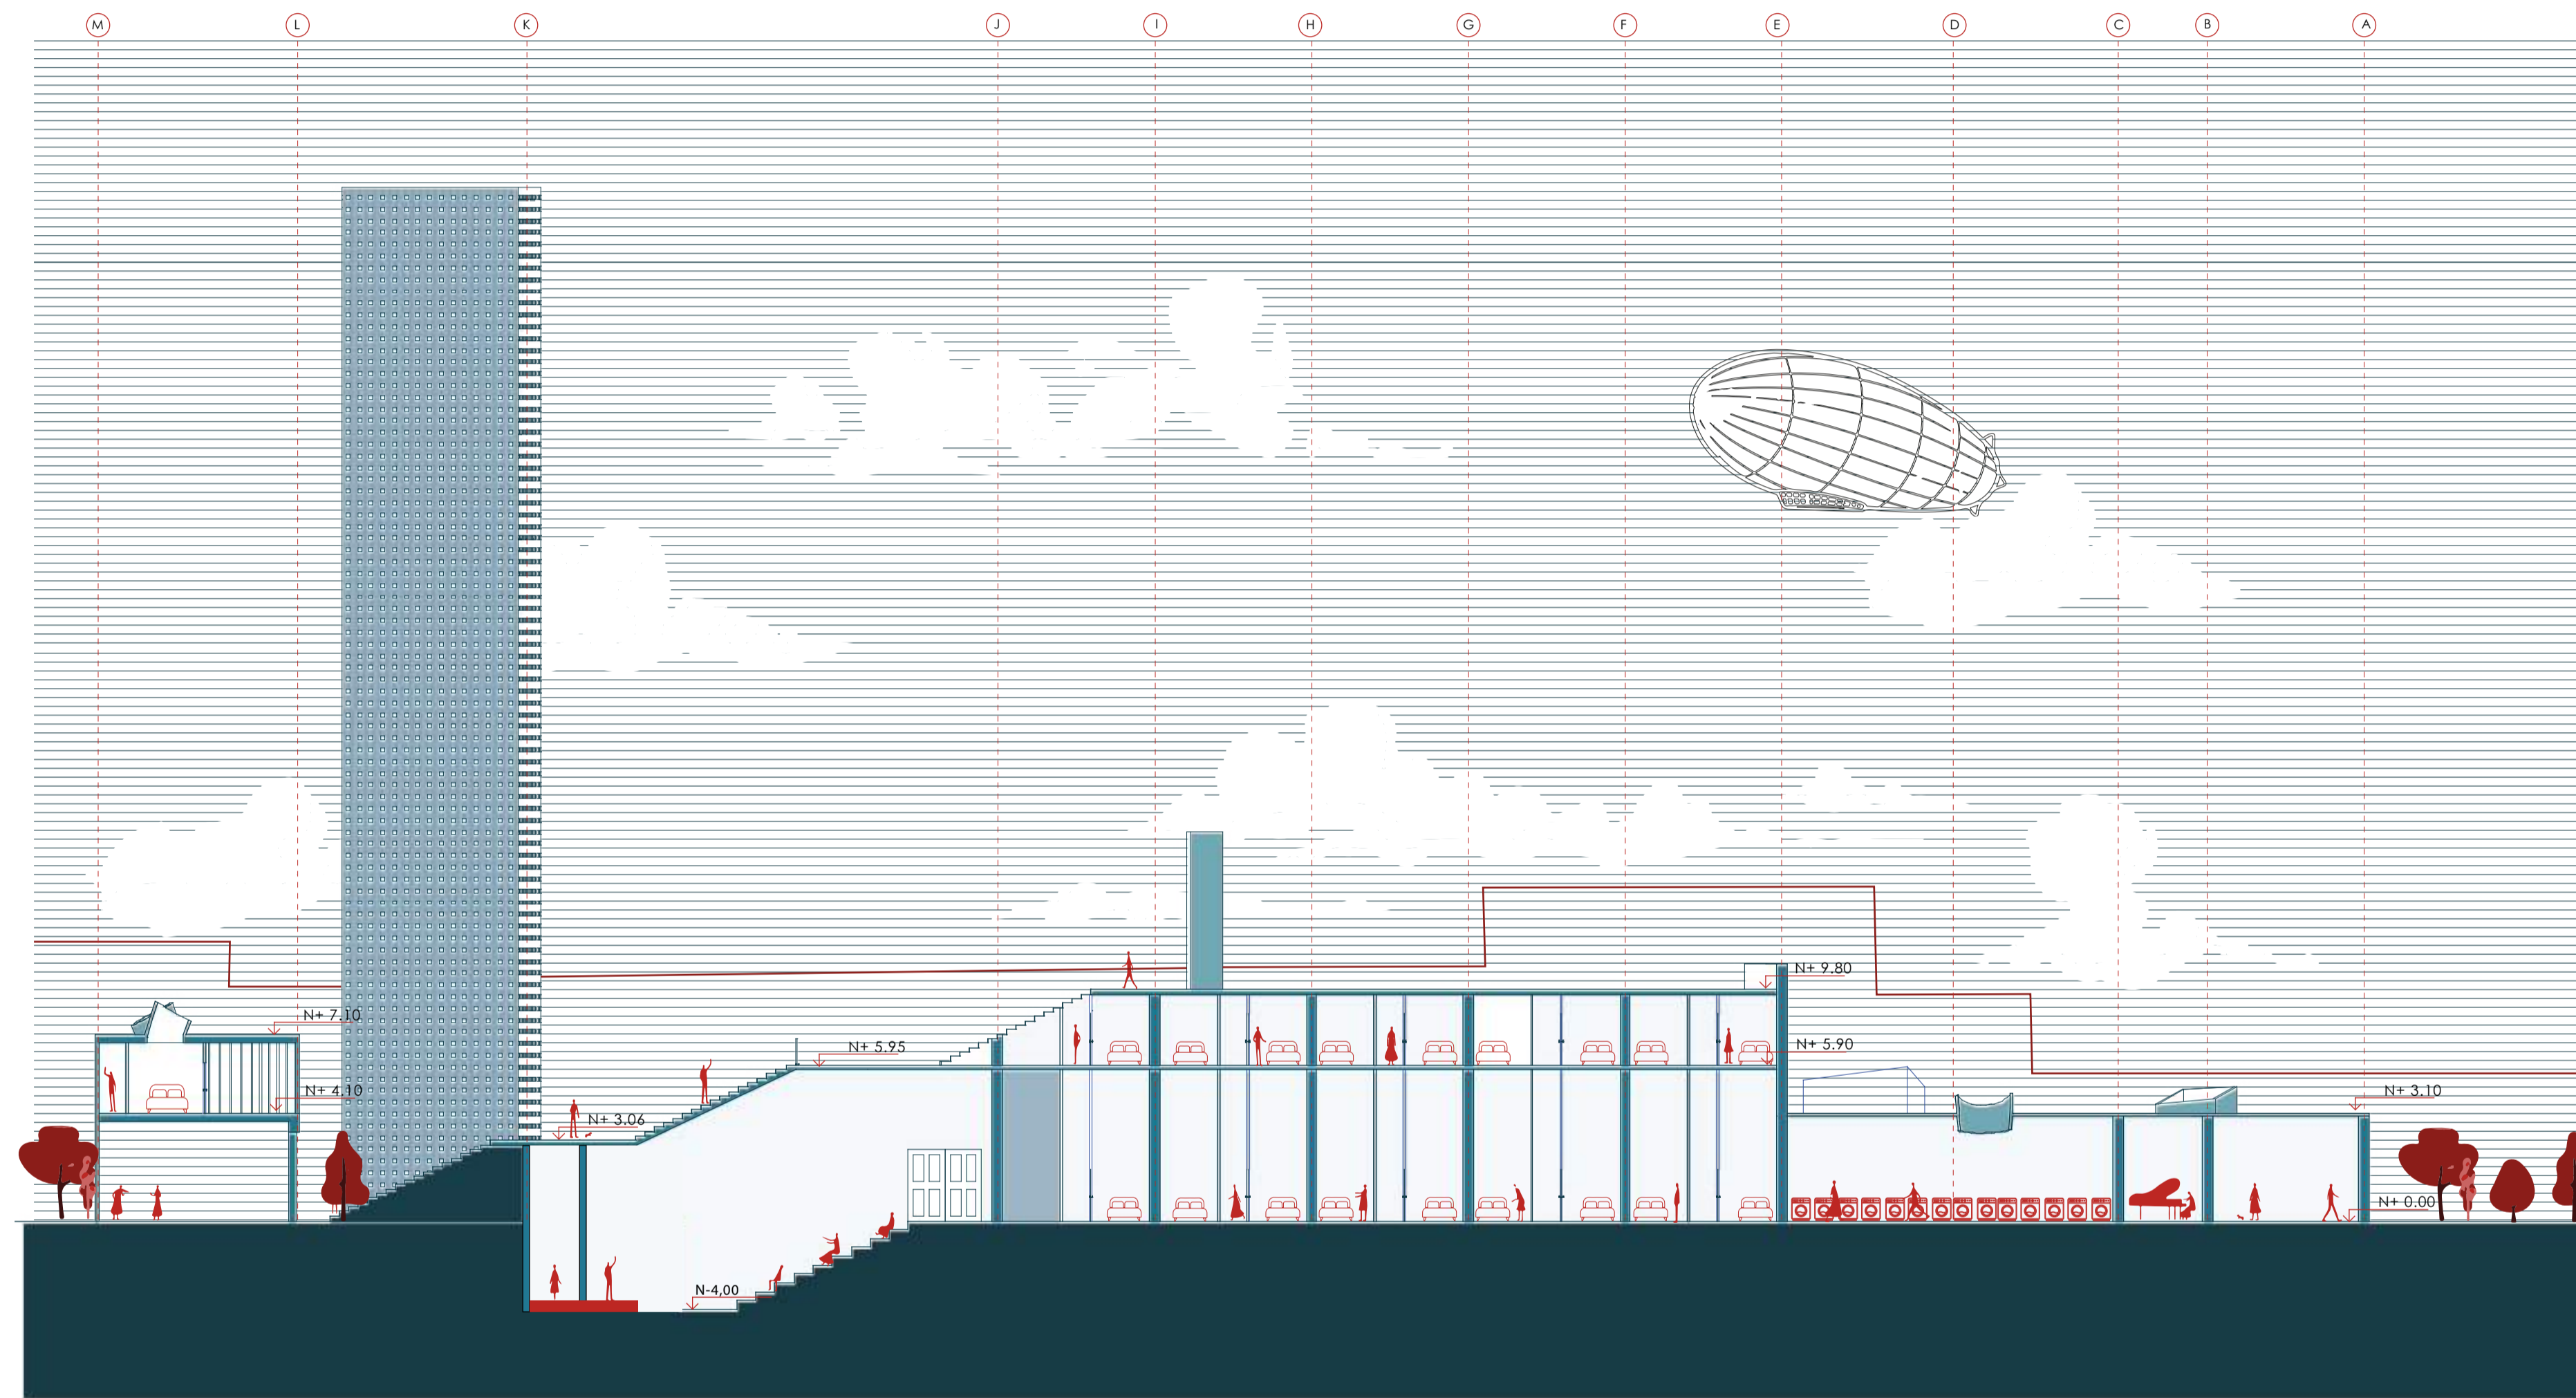 M L K J I H G F E D C B A
N+ 9.80
N+ 7.10
N+ 5.95
N+ 5.90
N+ 4.10
N+ 3.10
N+ 3.06
N+ 0.00
N-4,00